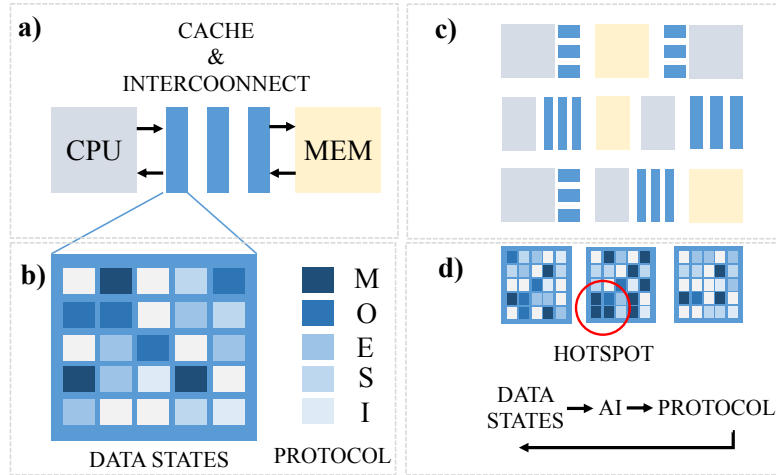 a)
CACHE
&
INTERCOONNECT
CPU
MEM
b)
M
O
E
S
I
DATA STATES
PROTOCOL
c)
d)
HOTSPOT
DATA
STATES
AI
PROTOCOL